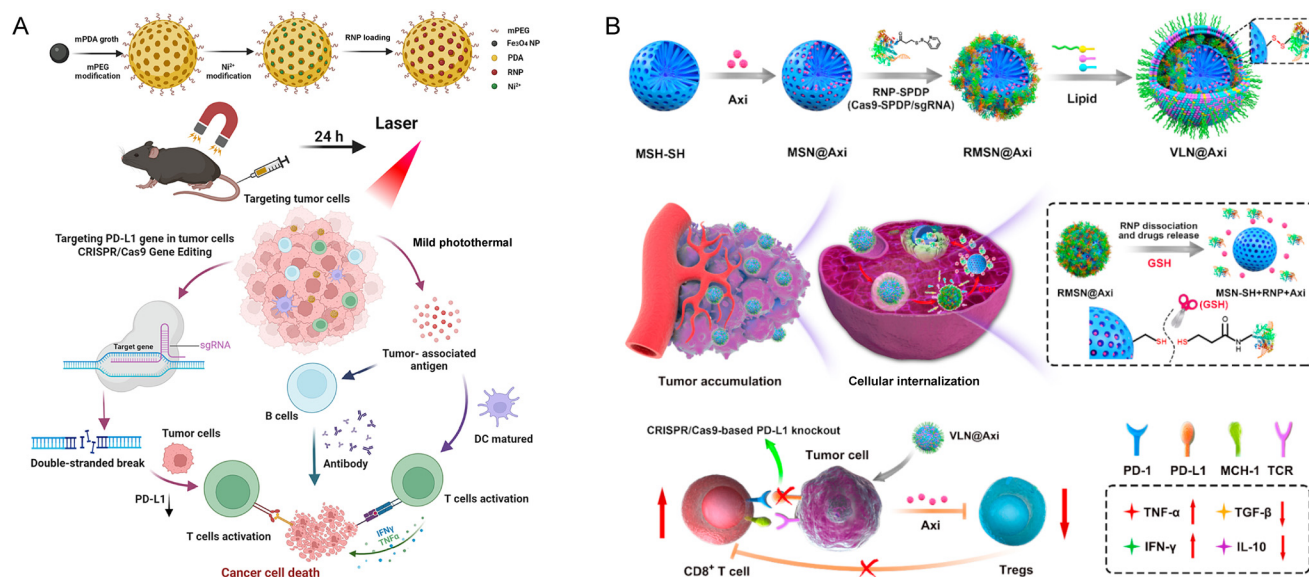 A
mPDA groth
mPEG
modification
Ni²⁺
modification
RNP loading
mPEG
Fe₃O₄ NP
PDA
RNP
Ni²⁺
24 h
Laser
Targeting tumor cells
Targeting PD-L1 gene in tumor cells
CRISPR/Cas9 Gene Editing
Mild photothermal
Target gene
sgRNA
Tumor- associated
antigen
B cells
DC matured
Double-stranded break
Tumor cells
Antibody
PD-L1
T cells activation
T cells activation
IFNγ
TNFα
Cancer cell death
B
MSH-SH
Axi
MSN@Axi
RNP-SPDP
(Cas9-SPDP/sgRNA)
RMSN@Axi
Lipid
VLN@Axi
S
S
Tumor accumulation
Cellular internalization
RNP dissociation
and drugs release
GSH
RMSN@Axi
MSN-SH+RNP+Axi
(GSH)
SH
HS
O
N
H
CRISPR/Cas9-based PD-L1 knockout
Tumor cell
VLN@Axi
Axi
CD8⁺ T cell
Tregs
PD-1
PD-L1
MCH-1
TCR
TNF-α
TGF-β
IFN-γ
IL-10